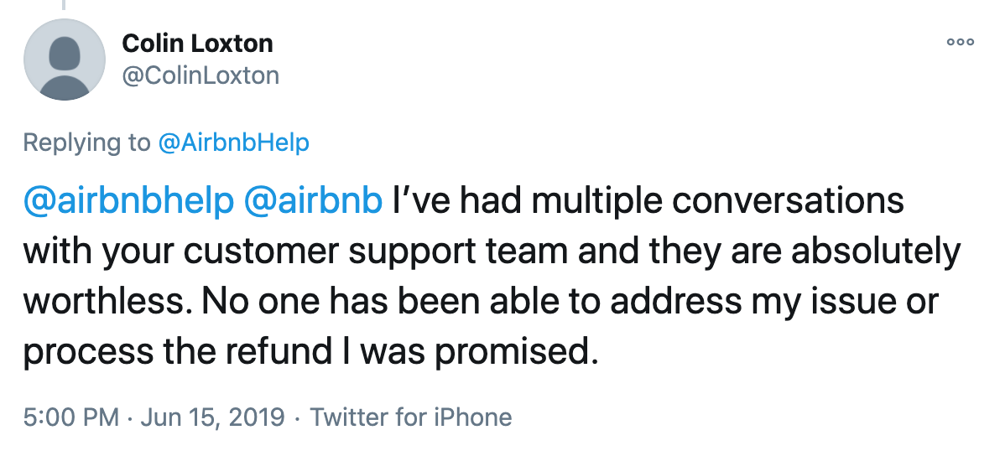 Colin Loxton
@ColinLoxton
Replying to @AirbnbHelp
@airbnbhelp @airbnb I’ve had multiple conversations
with your customer support team and they are absolutely
worthless. No one has been able to address my issue or
process the refund I was promised.
5:00 PM · Jun 15, 2019 · Twitter for iPhone